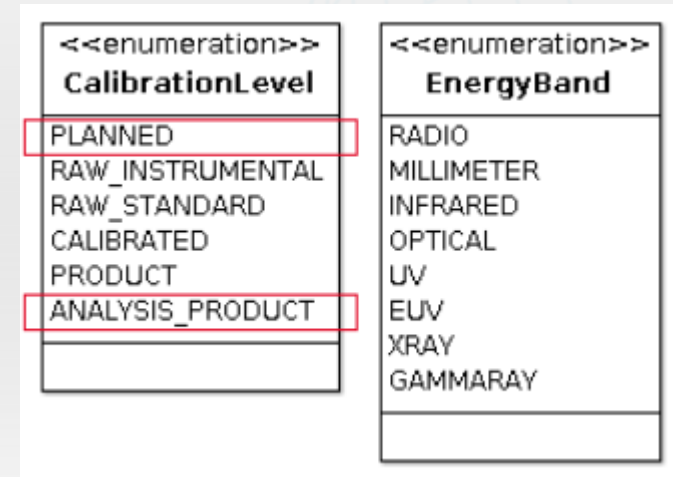 <<enumeration>>
CalibrationLevel
PLANNED
RAW_INSTRUMENTAL
RAW_STANDARD
CALIBRATED
PRODUCT
ANALYSIS_PRODUCT
<<enumeration>>
EnergyBand
RADIO
MILLIMETER
INFRARED
OPTICAL
UV
EUV
XRAY
GAMMARAY